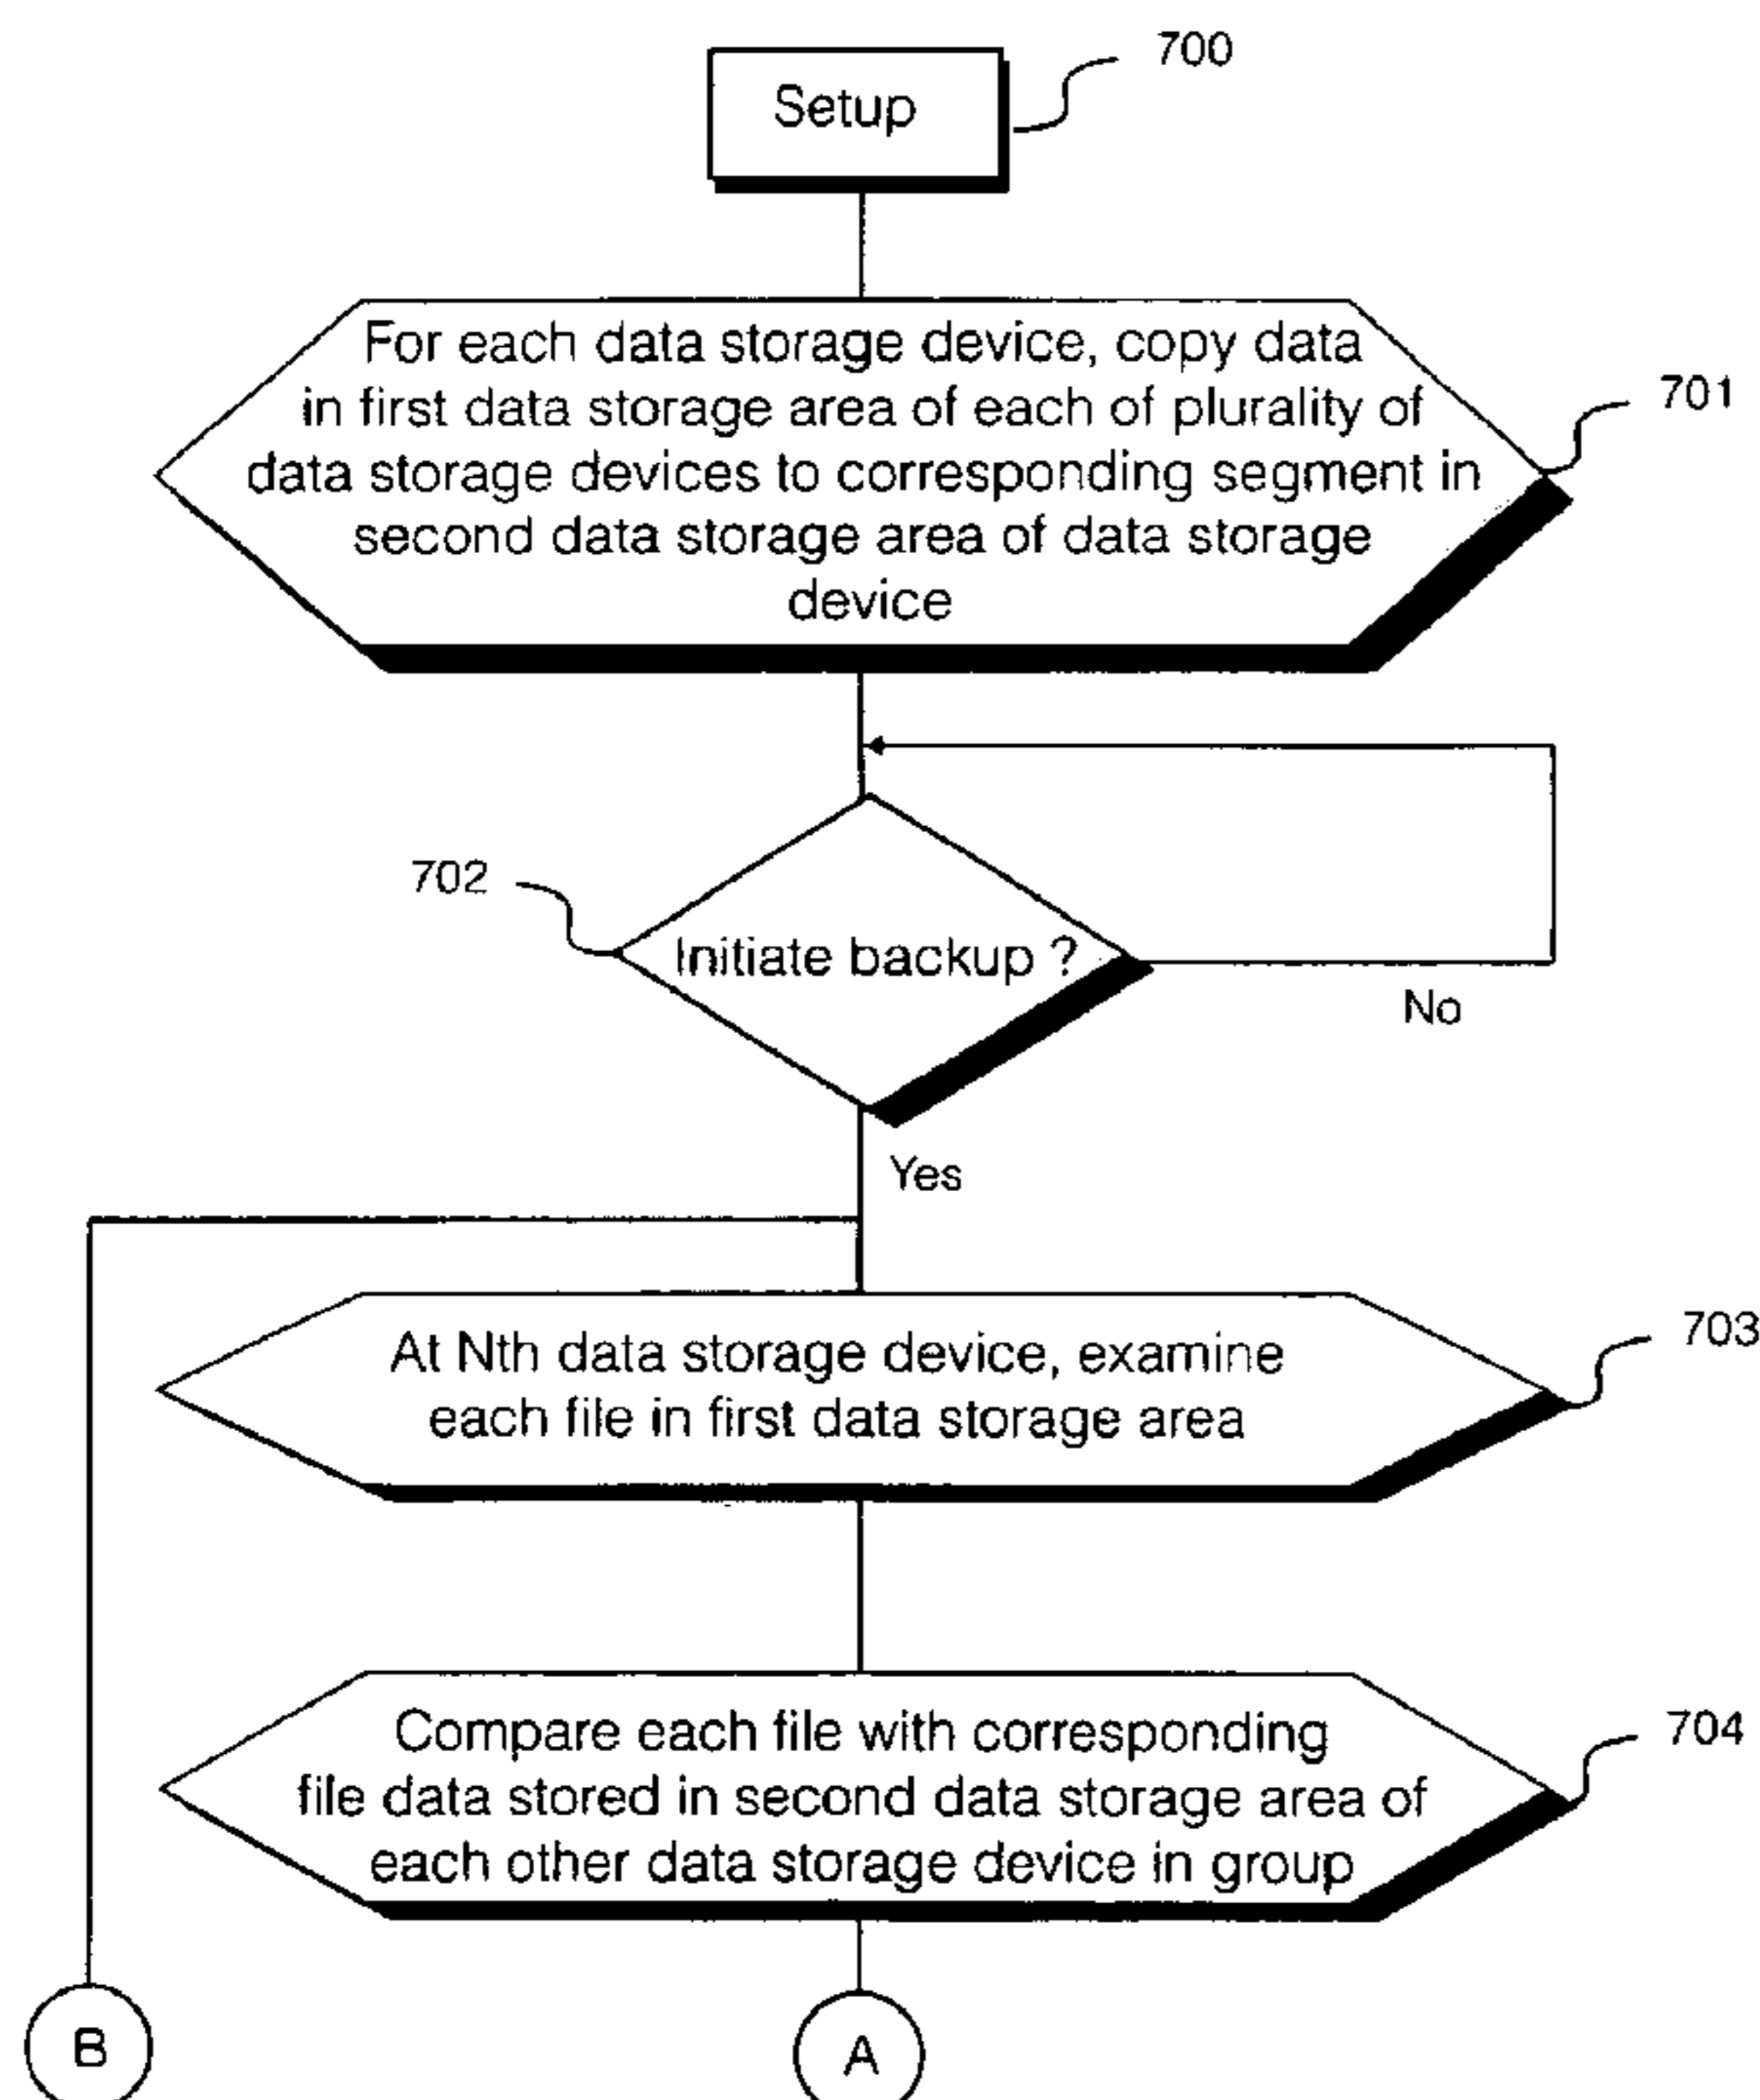 700
Setup
For each data storage device, copy data
in first data storage area of each of plurality of
data storage devices to corresponding segment in
second data storage area of data storage
device
701
702
Initiate backup ?
No
Yes
At Nth data storage device, examine
each file in first data storage area
703
Compare each file with corresponding
file data stored in second data storage area of
each other data storage device in group
704
B
A